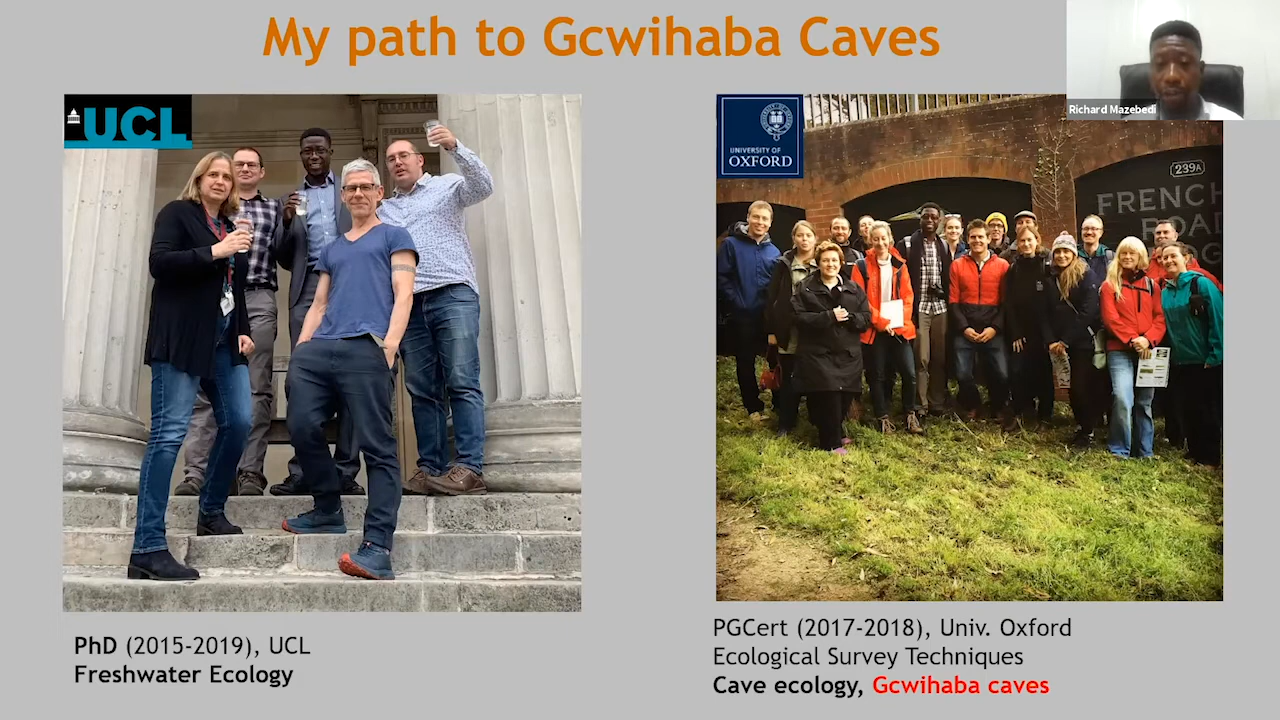 My path to Gcwihaba Caves
Richard Mazebedi
UCL
UNIVERSITY OF
OXFORD
239A
FRENCH
ROAD
PhD (2015-2019), UCL
Freshwater Ecology
PGCert (2017-2018), Univ. Oxford
Ecological Survey Techniques
Cave ecology, Gcwihaba caves